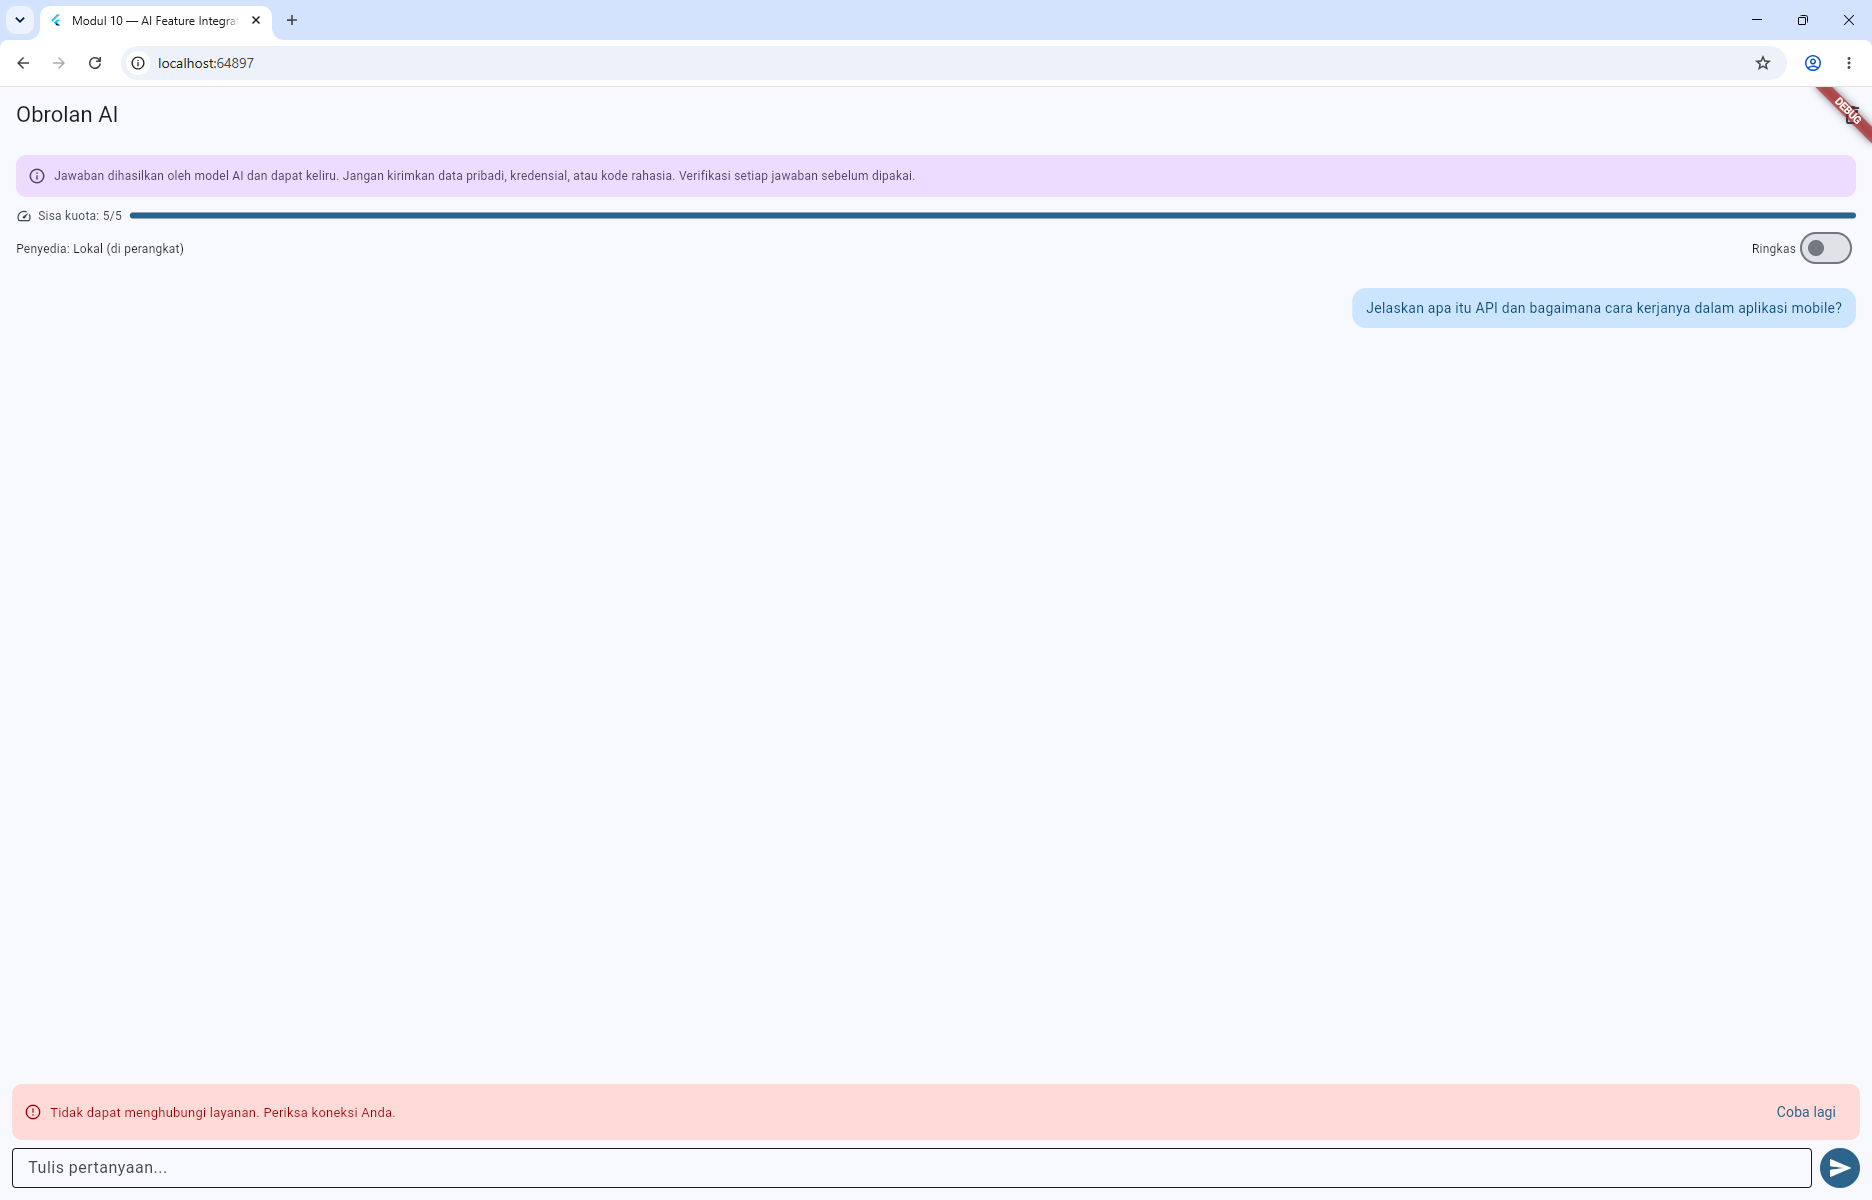 Modul 10 — AI Feature Integra
localhost:64897
Obrolan AI
DEBUG
Jawaban dihasilkan oleh model AI dan dapat keliru. Jangan kirimkan data pribadi, kredensial, atau kode rahasia. Verifikasi setiap jawaban sebelum dipakai.
Sisa kuota: 5/5
Penyedia: Lokal (di perangkat)
Ringkas
Jelaskan apa itu API dan bagaimana cara kerjanya dalam aplikasi mobile?
Tidak dapat menghubungi layanan. Periksa koneksi Anda.
Coba lagi
Tulis pertanyaan...